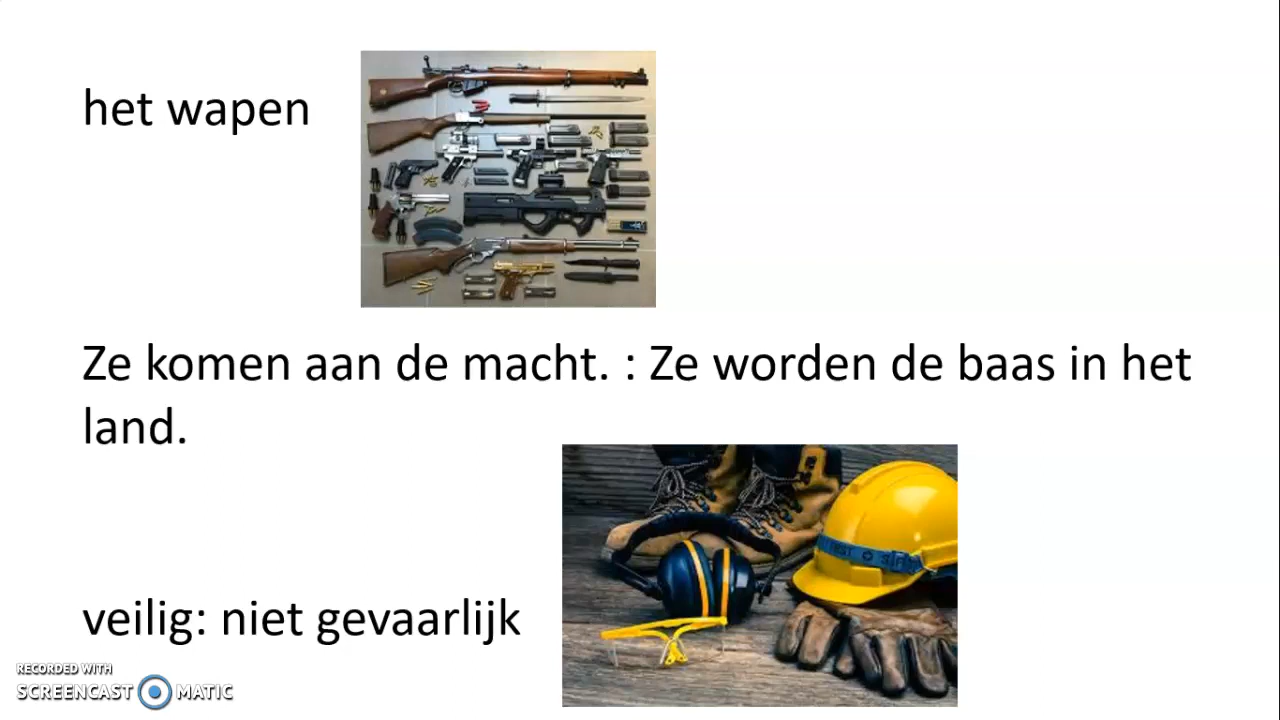 het wapen
Ze komen aan de macht. : Ze worden de baas in het
land.
veilig: niet gevaarlijk
RECORDED WITH
SCREENCAST MATIC